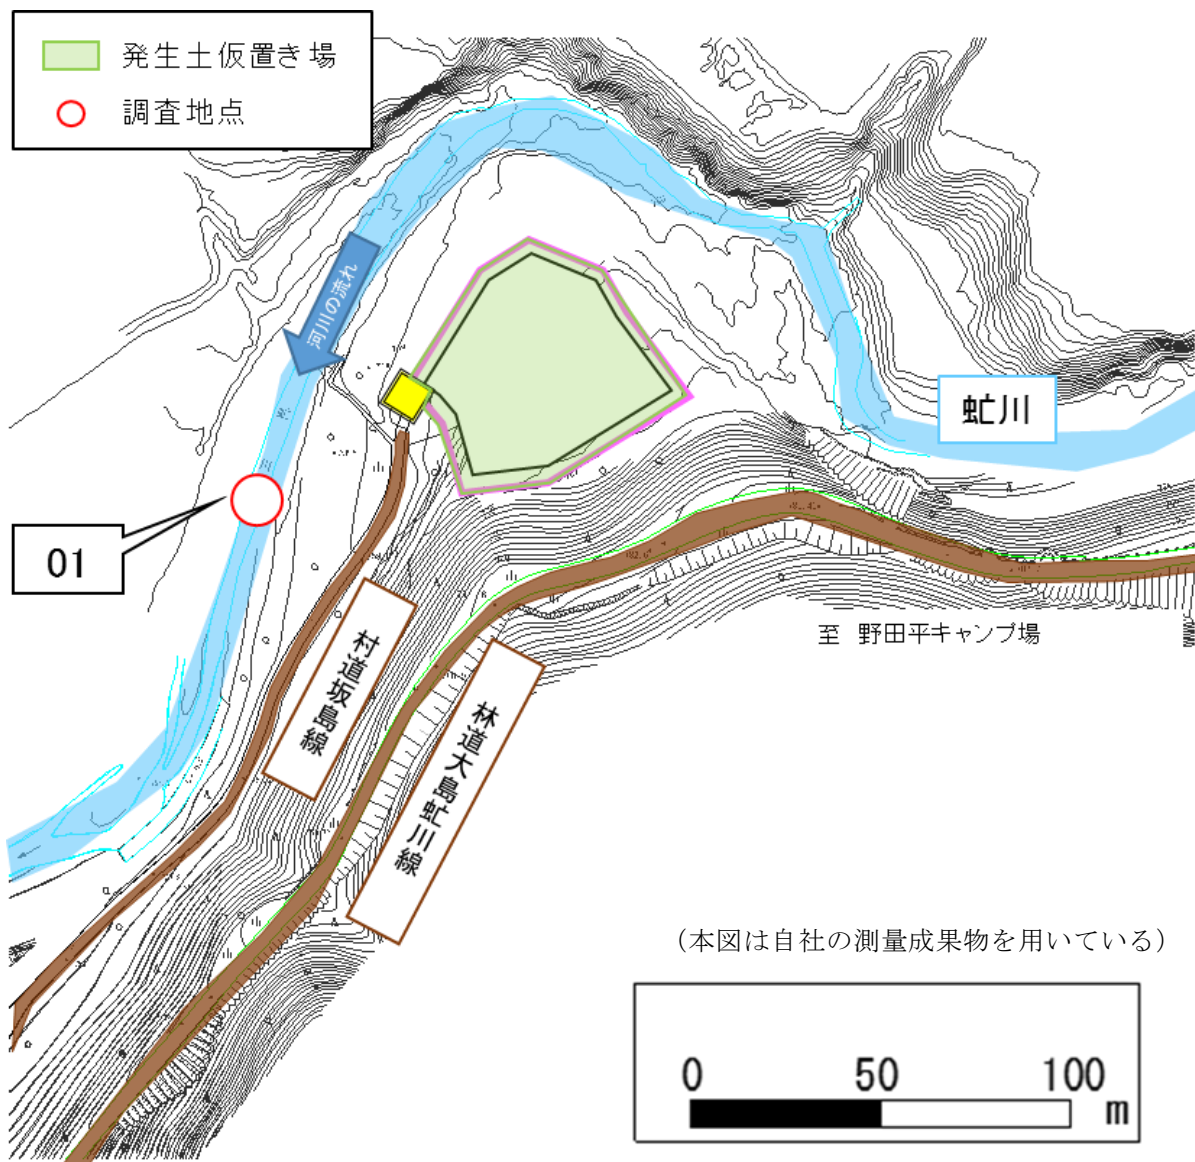 発生土仮置き場
調査地点
河川の流れ
虻川
01
村道坂島線
林道大島虻川線
至 野田平キャンプ場
（本図は自社の測量成果物を用いている）
0 50 100
m